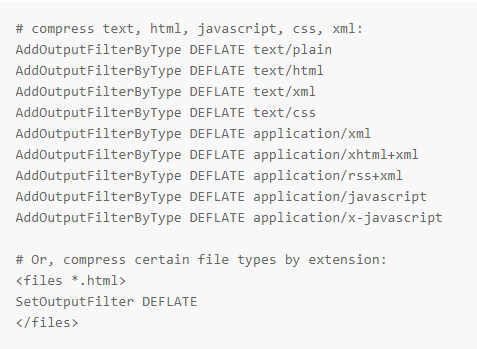 # compress text, html, javascript, css, xml:
AddOutputFilterByType DEFLATE text/plain
AddOutputFilterByType DEFLATE text/html
AddOutputFilterByType DEFLATE text/xml
AddOutputFilterByType DEFLATE text/css
AddOutputFilterByType DEFLATE application/xml
AddOutputFilterByType DEFLATE application/xhtml+xml
AddOutputFilterByType DEFLATE application/rss+xml
AddOutputFilterByType DEFLATE application/javascript
AddOutputFilterByType DEFLATE application/x-javascript

# Or, compress certain file types by extension:
<files *.html>
SetOutputFilter DEFLATE
</files>